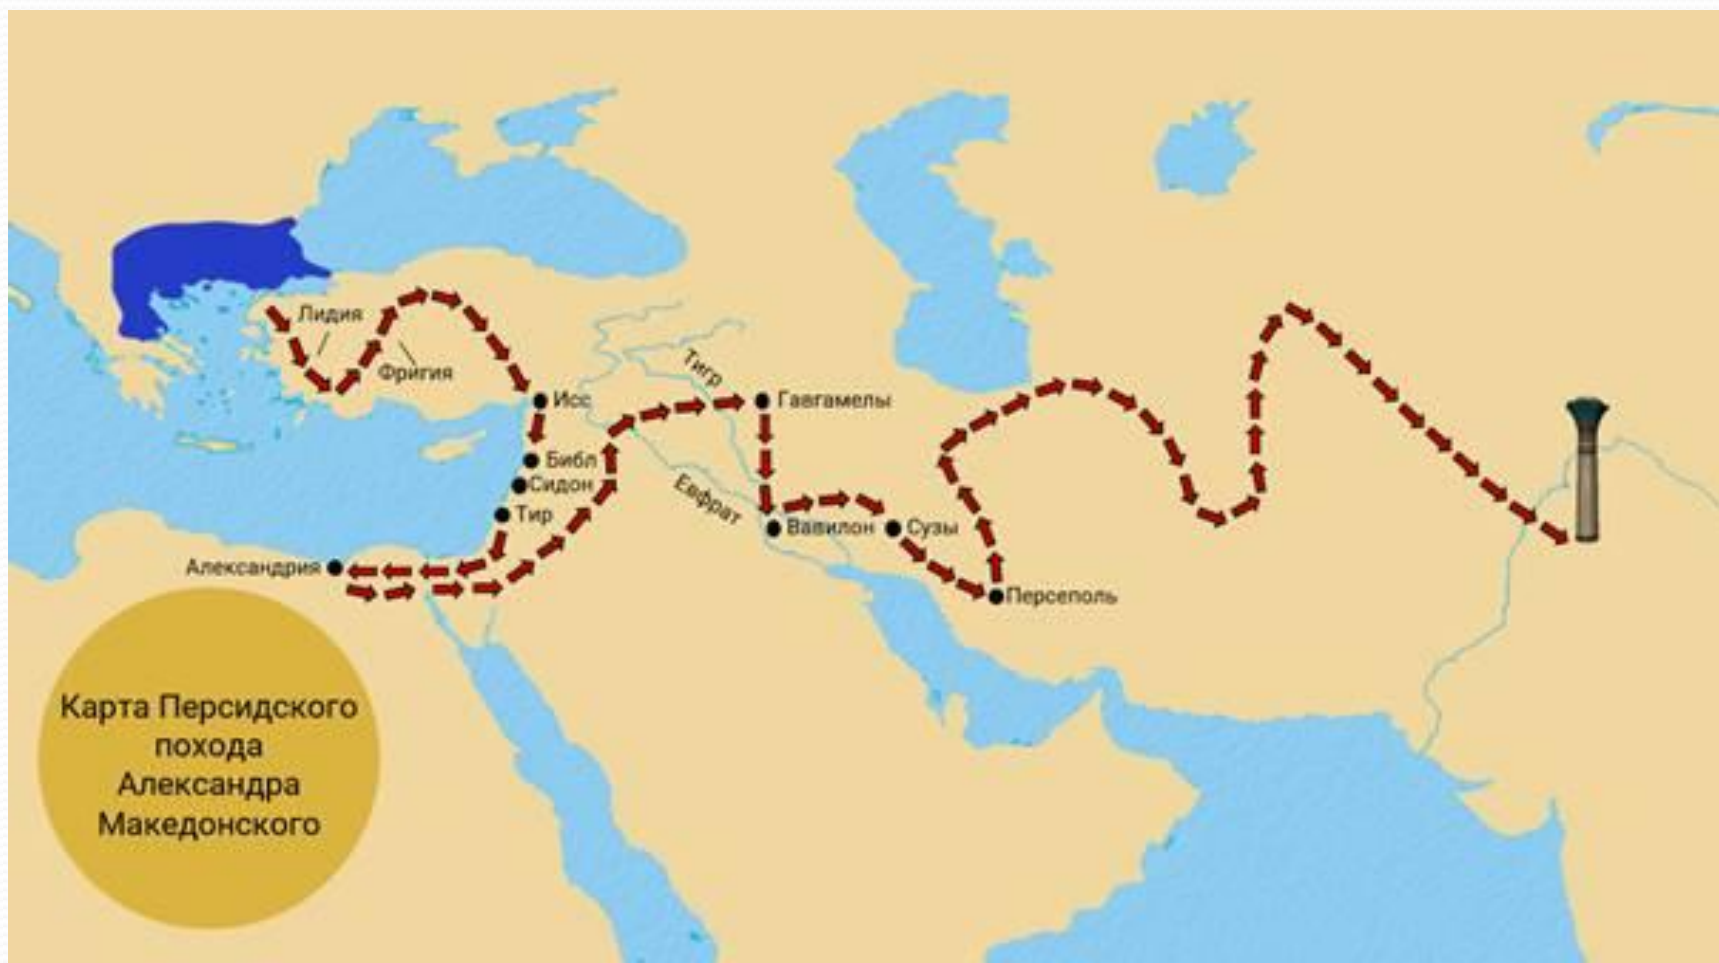 Лидия
Фригия
Тигр
Исс
Гавгамелы
Библ
Сидон
Евфрат
Тир
Вавилон
Сузы
Александрия
Персеполь
Карта Персидского
похода
Александра
Македонского